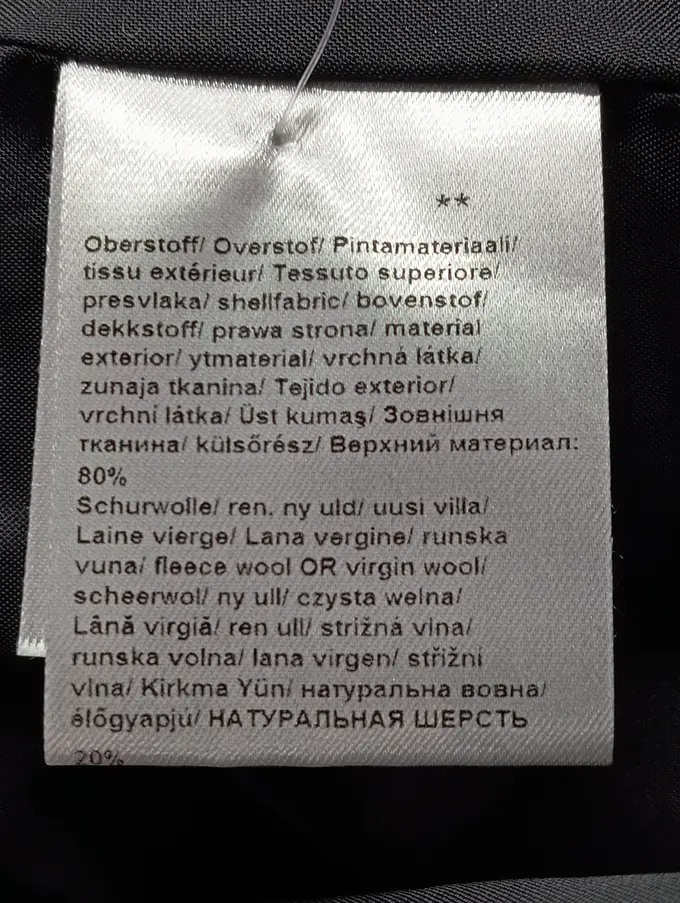 **
Oberstoff/ Overstof/ Pintamateriaali/
tissu extérieur/ Tessuto superiore/
presvlaka/ shellfabric/ bovenstof/
dekkstoff/ prawa strona/ material
exterior/ ytmaterial/ vrchná látka/
zunaja tkanina/ Tejido exterior/
vrchní látka/ Üst kumaş/ Зовнішня
тканина/ külsőrész/ Верхний материал:
80%
Schurwolle/ ren. ny uld/ uusi villa/
Laine vierge/ Lana vergine/ runska
vuna/ fleece wool OR virgin wool/
scheerwol/ ny ull/ czysta wełna/
Lână virgiă/ ren ull/ strižná vlna/
runska volna/ lana virgen/ střižní
vlna/ Kirkma Yün/ натуральна вовна/
élőgyapjú/ НАТУРАЛЬНАЯ ШЕРСТЬ
20%